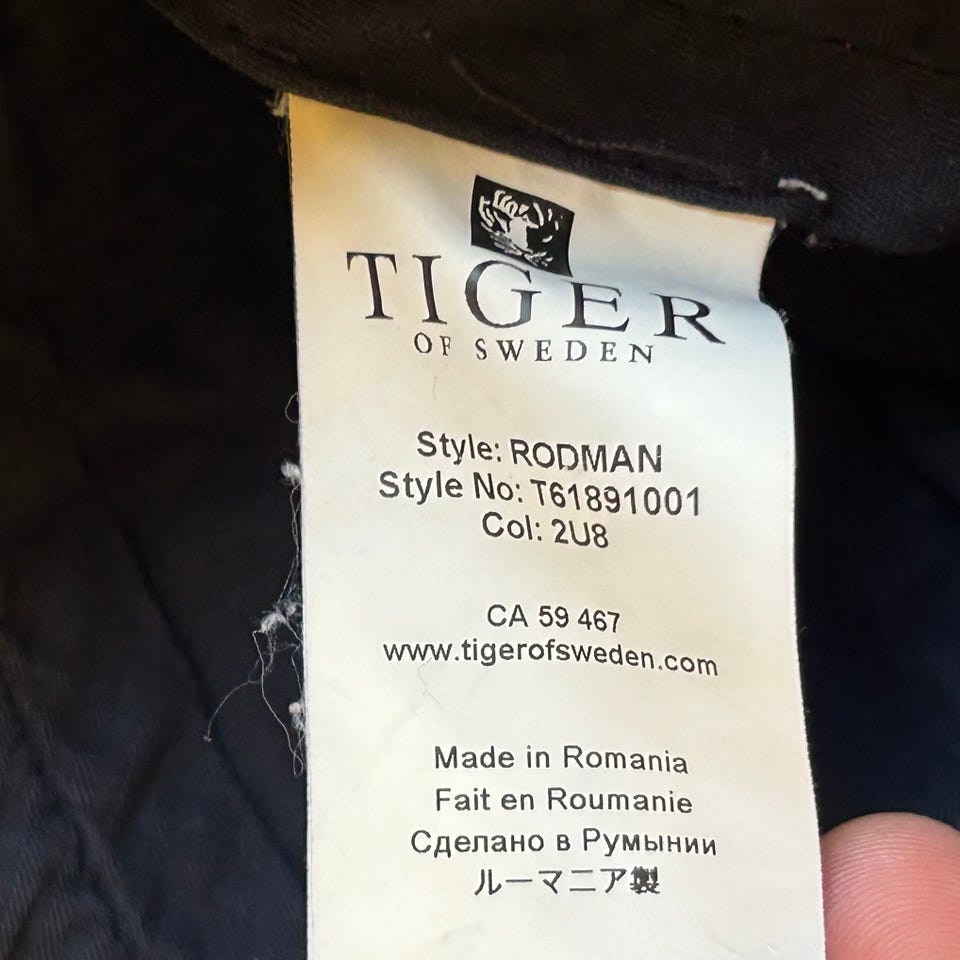 TIGER
OF SWEDEN
Style: RODMAN
Style No: T61891001
Col: 2U8
CA 59 467
www.tigerofsweden.com
Made in Romania
Fait en Roumanie
Сделано в Румынии
ルーマニア製